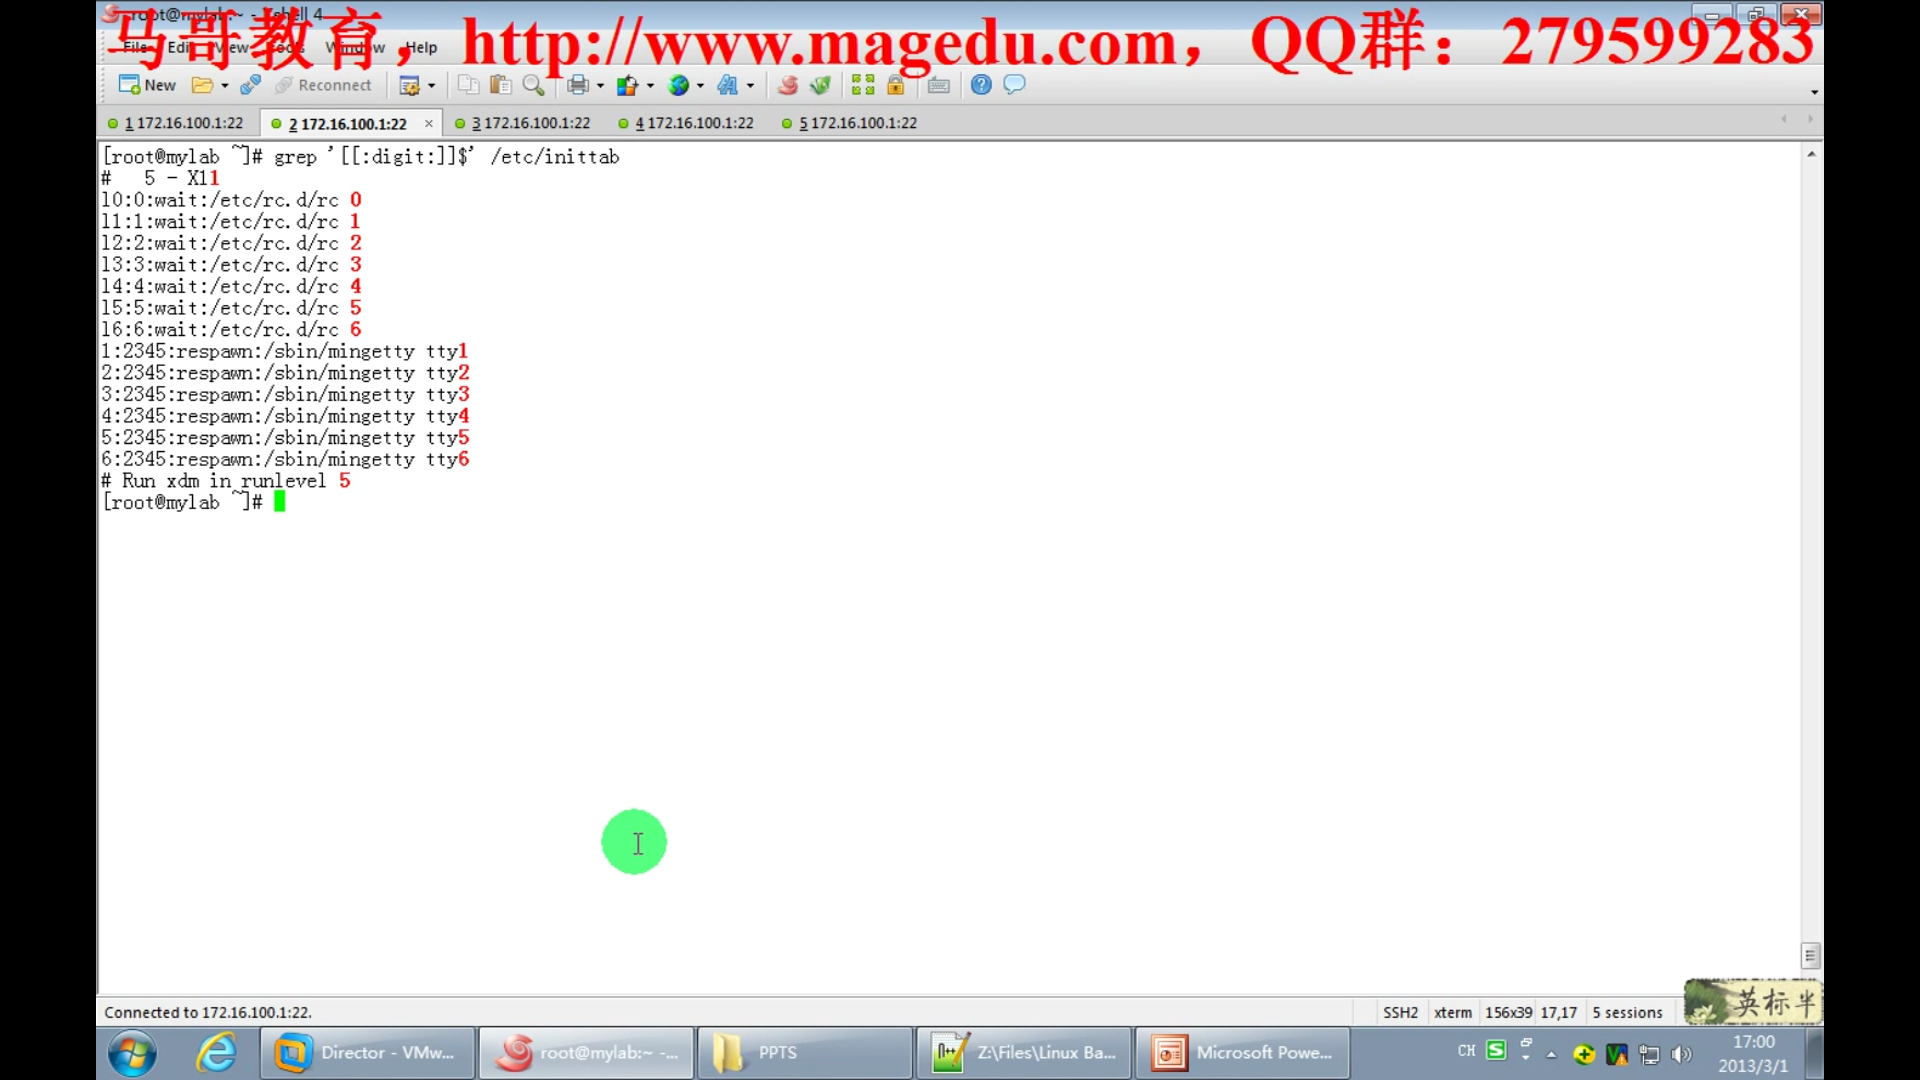 root@mylab:~ - Xshell 4
马哥教育，http://www.magedu.com，QQ群：279599283
File Edit View Tools Window Help
New Reconnect
1 172.16.100.1:22 2 172.16.100.1:22 × 3 172.16.100.1:22 4 172.16.100.1:22 5 172.16.100.1:22
[root@mylab ~]# grep '[[:digit:]]$' /etc/inittab
#   5 - X11
l0:0:wait:/etc/rc.d/rc 0
l1:1:wait:/etc/rc.d/rc 1
l2:2:wait:/etc/rc.d/rc 2
l3:3:wait:/etc/rc.d/rc 3
l4:4:wait:/etc/rc.d/rc 4
l5:5:wait:/etc/rc.d/rc 5
l6:6:wait:/etc/rc.d/rc 6
1:2345:respawn:/sbin/mingetty tty1
2:2345:respawn:/sbin/mingetty tty2
3:2345:respawn:/sbin/mingetty tty3
4:2345:respawn:/sbin/mingetty tty4
5:2345:respawn:/sbin/mingetty tty5
6:2345:respawn:/sbin/mingetty tty6
# Run xdm in runlevel 5
[root@mylab ~]#
Connected to 172.16.100.1:22. SSH2 xterm 156x39 17,17 5 sessions
英标半
Director - VMw... root@mylab:~ -... PPTS Z:\Files\Linux Ba... Microsoft Powe... CH S 17:00
2013/3/1